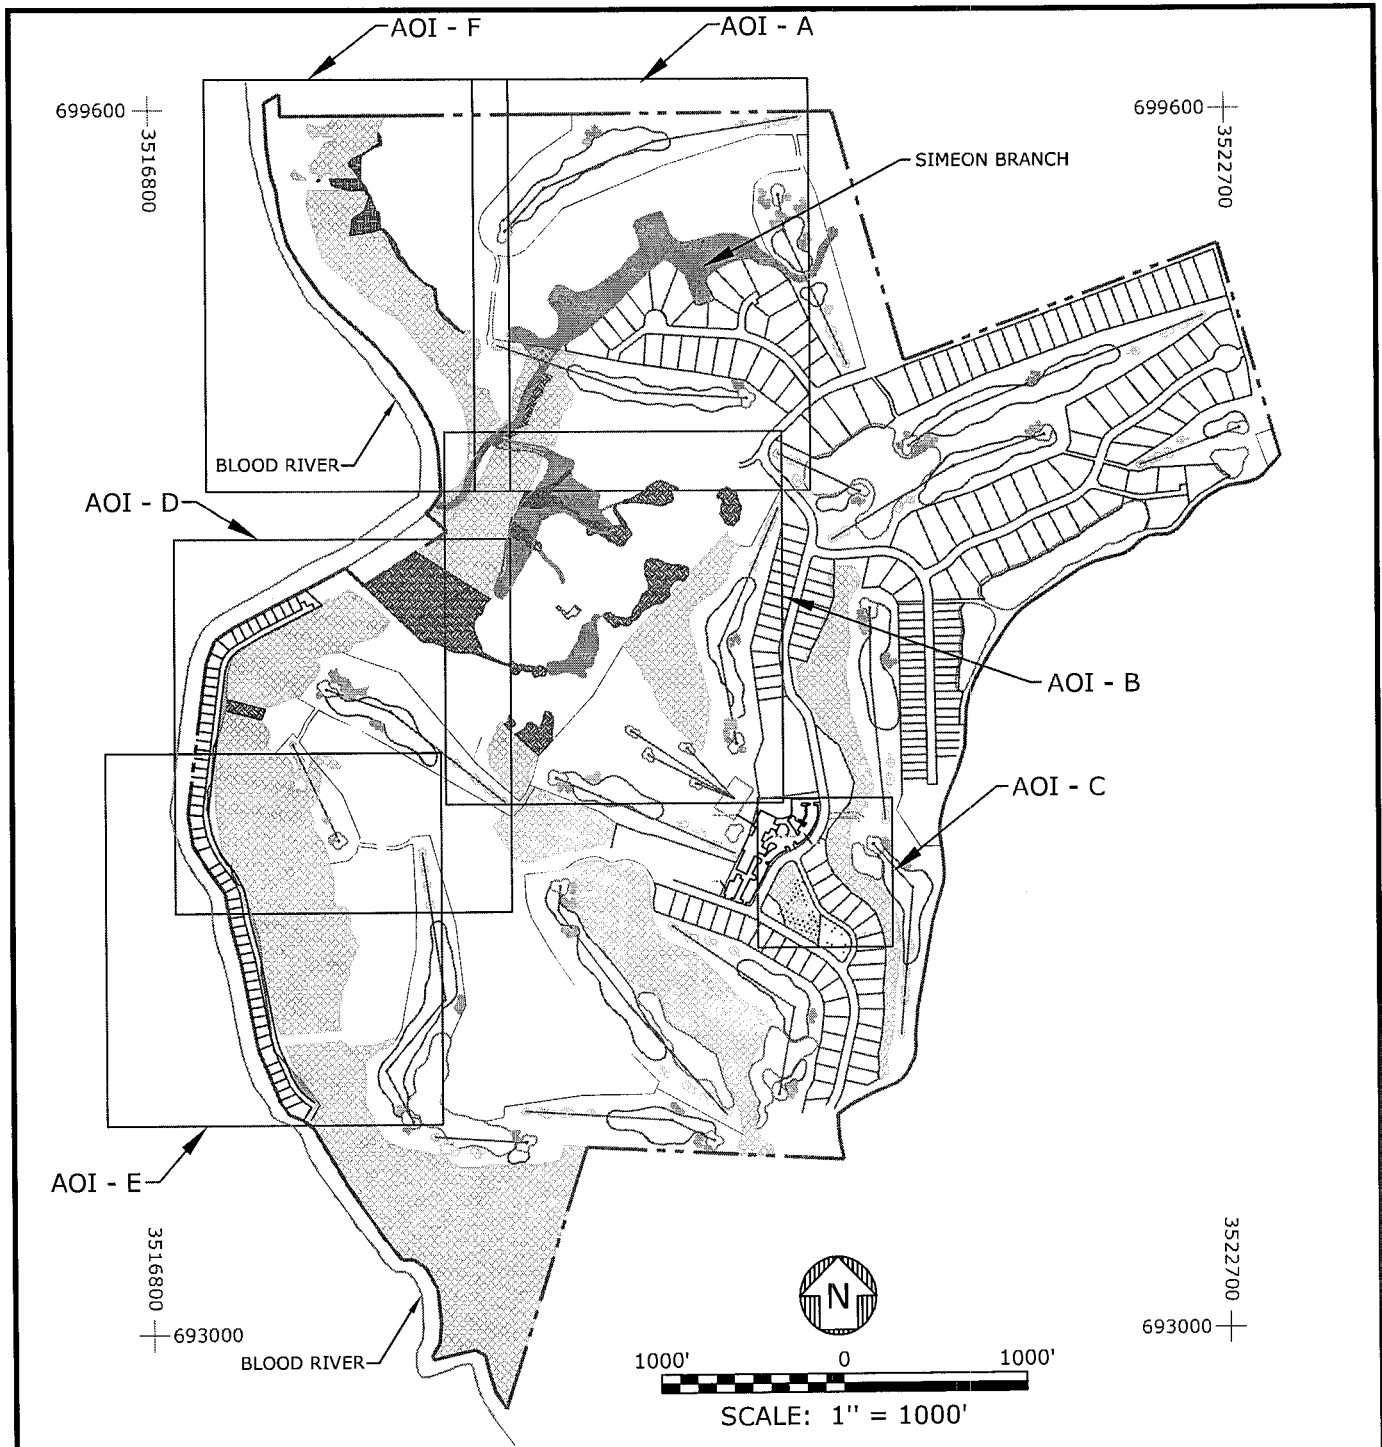 AOI - F
AOI - A
699600
699600
3516800
3522700
SIMEON BRANCH
BLOOD RIVER
AOI - D
AOI - B
AOI - C
AOI - E
3516800
3522700
N
693000
693000
BLOOD RIVER
1000' 0 1000'
SCALE: 1" = 1000'